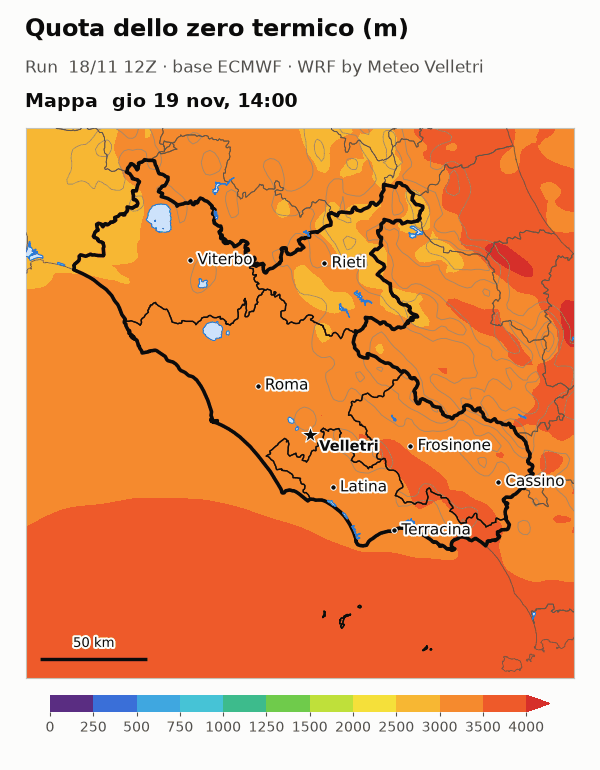 Quota dello zero termico (m)
Run 18/11 12Z · base ECMWF · WRF by Meteo Velletri
Mappa gio 19 nov, 14:00
Viterbo
Rieti
Roma
Velletri
Frosinone
Cassino
Latina
Terracina
50 km
0 250 500 750 1000 1250 1500 2000 2500 3000 3500 4000